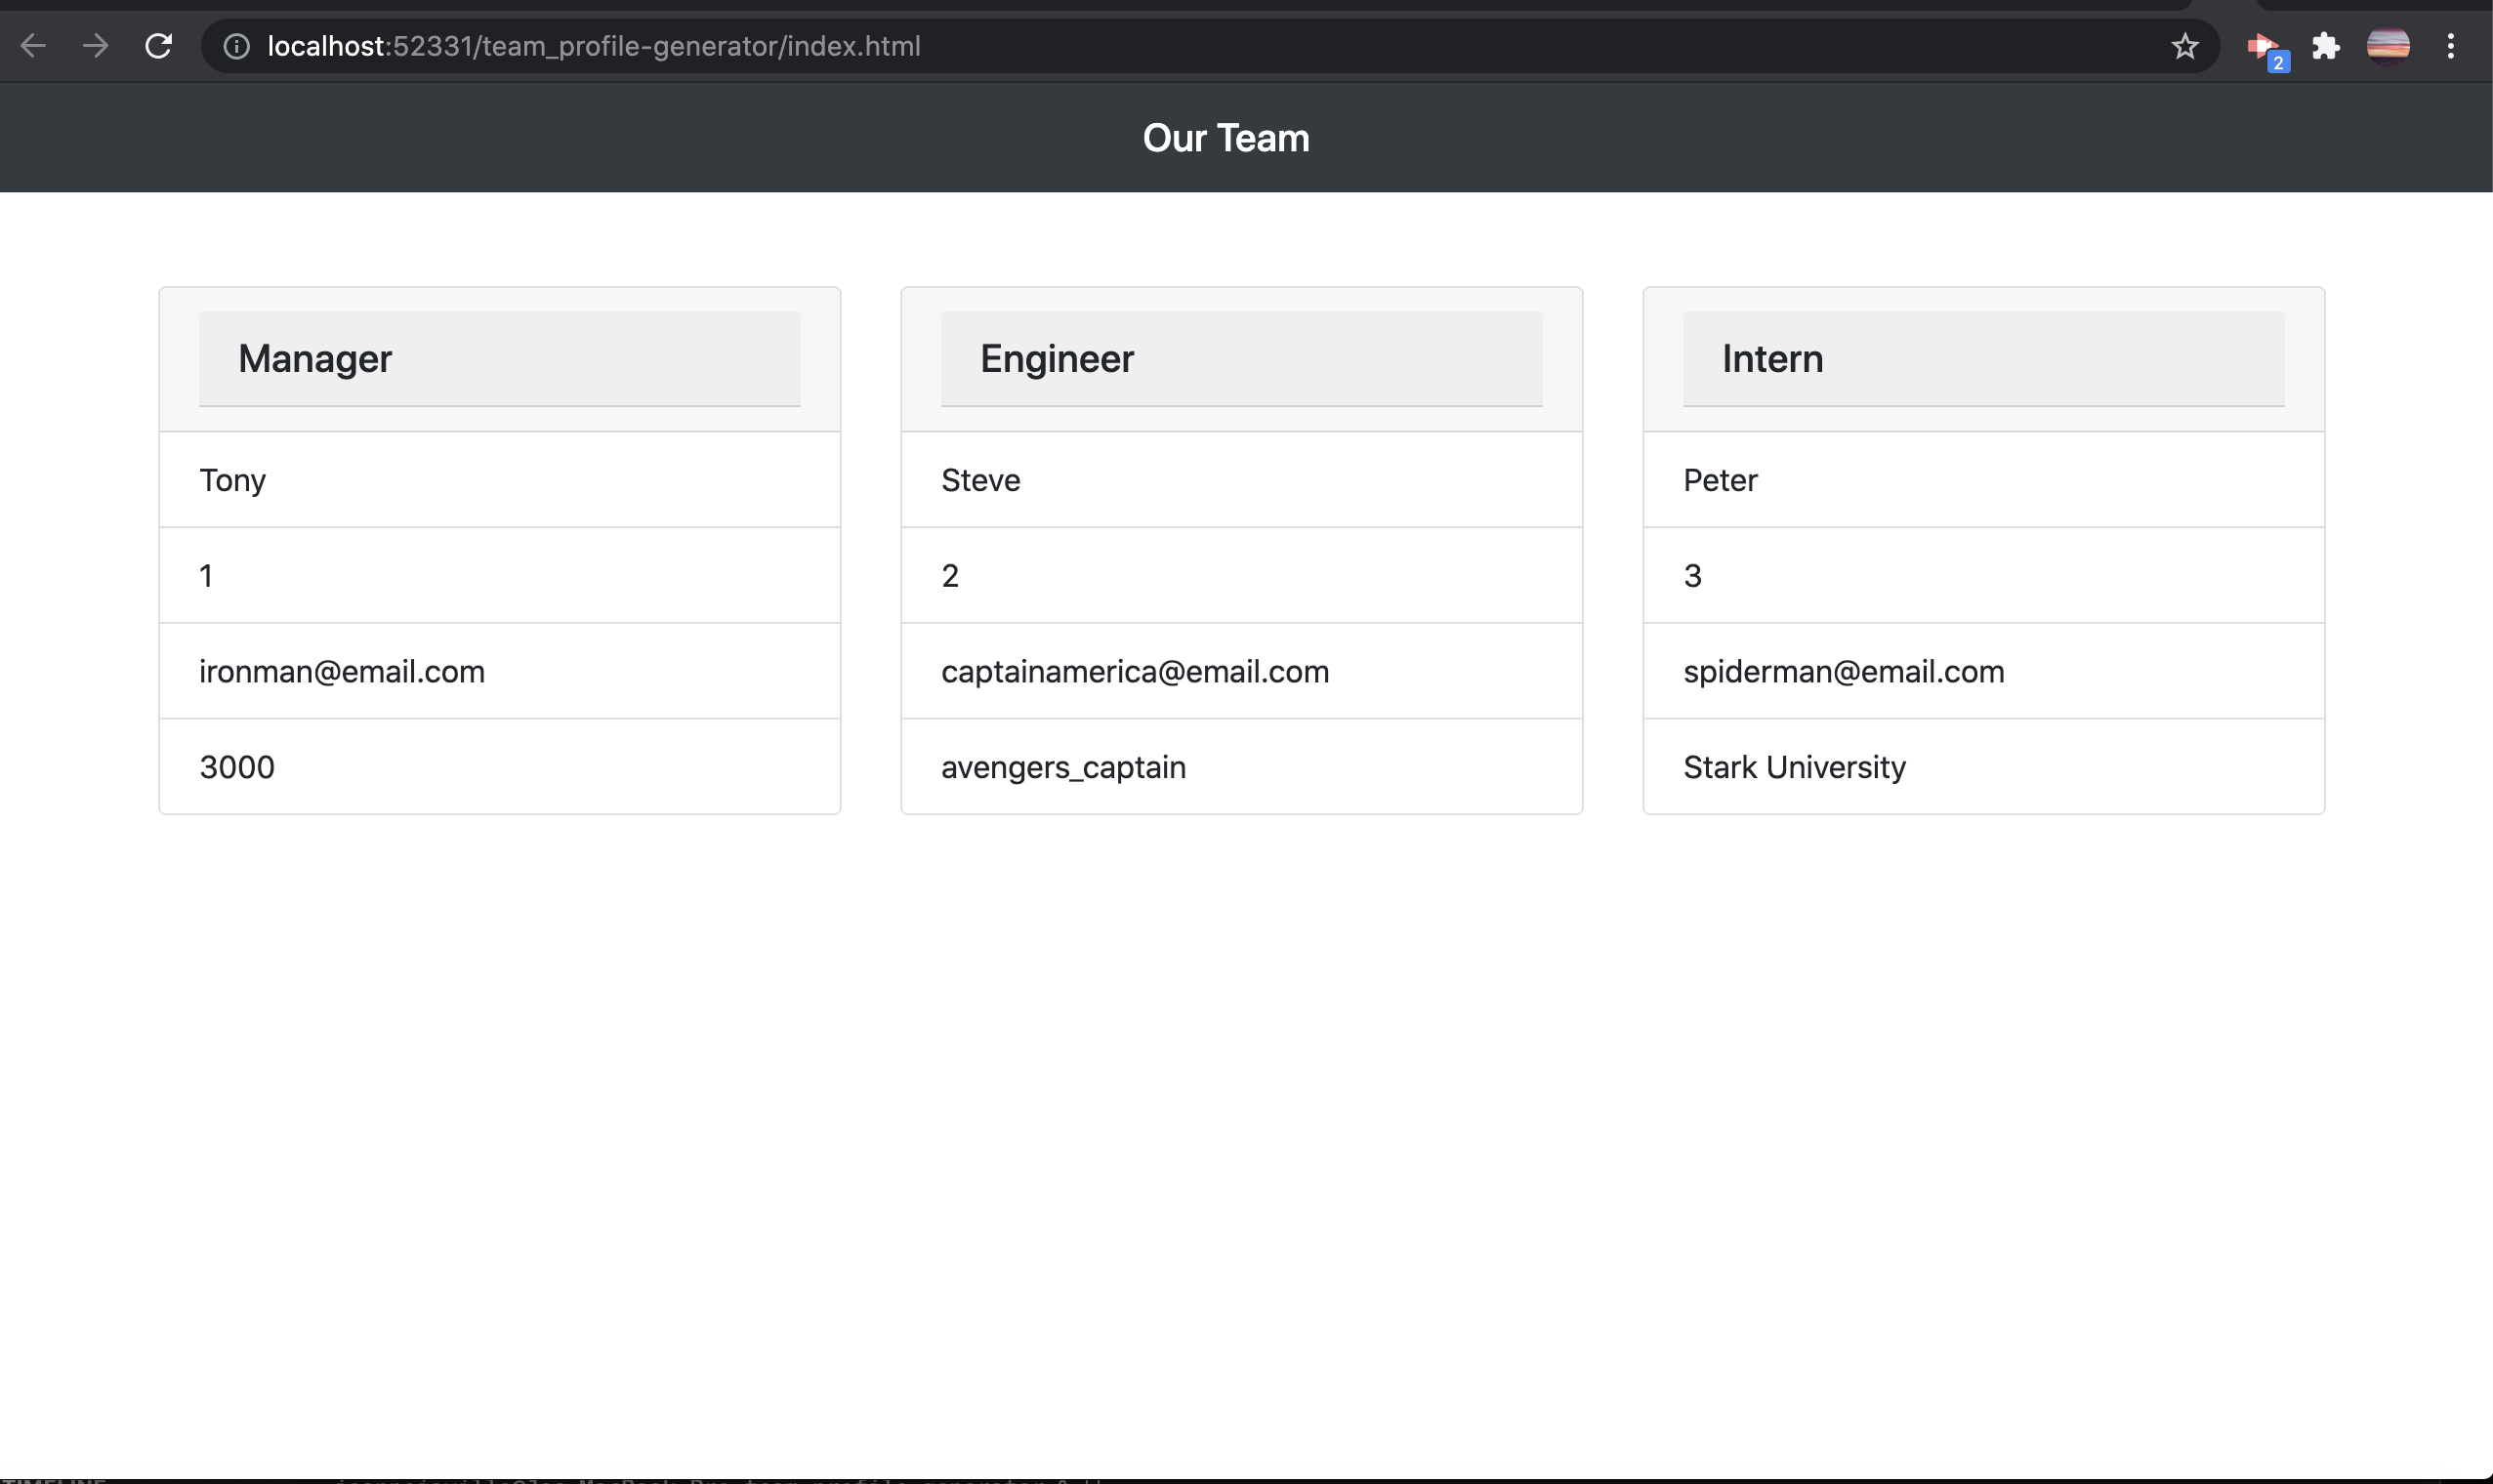 localhost:52331/team_profile-generator/index.html
2
Our Team
Manager
Tony
1
ironman@email.com
3000
Engineer
Steve
2
captainamerica@email.com
avengers_captain
Intern
Peter
3
spiderman@email.com
Stark University
TIMELINE